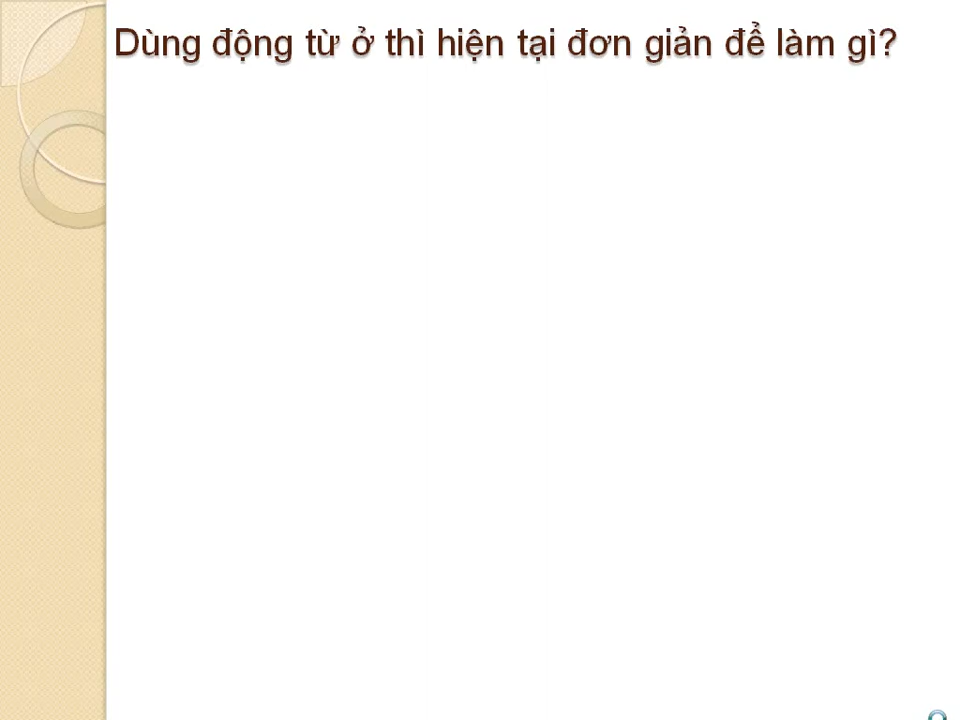 Dùng động từ ở thì hiện tại đơn giản để làm gì?